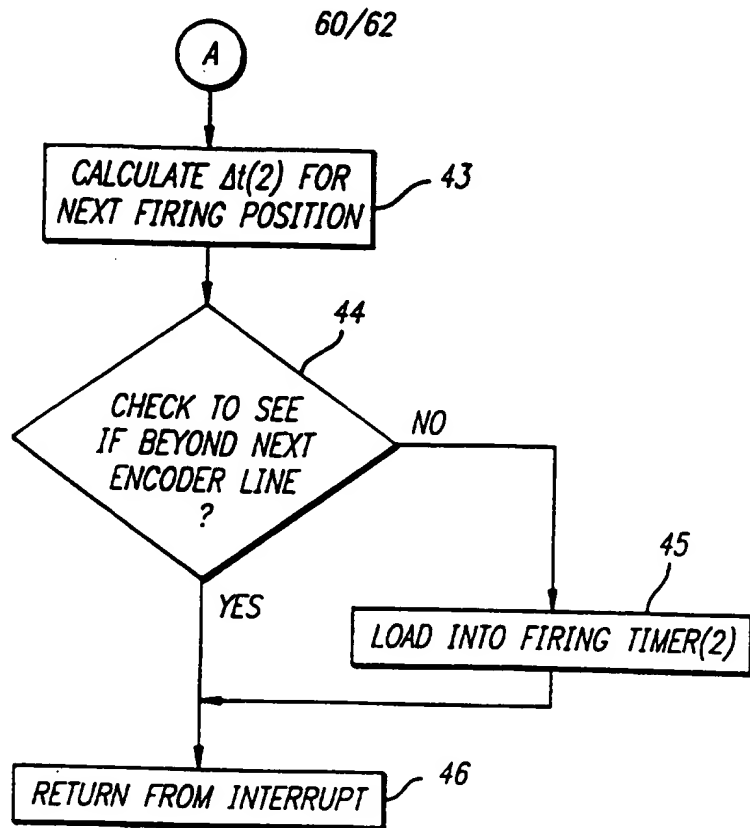 60/62
A
CALCULATE Δt(2) FOR
NEXT FIRING POSITION
43
44
CHECK TO SEE
IF BEYOND NEXT
ENCODER LINE
?
NO
YES
45
LOAD INTO FIRING TIMER(2)
RETURN FROM INTERRUPT
46